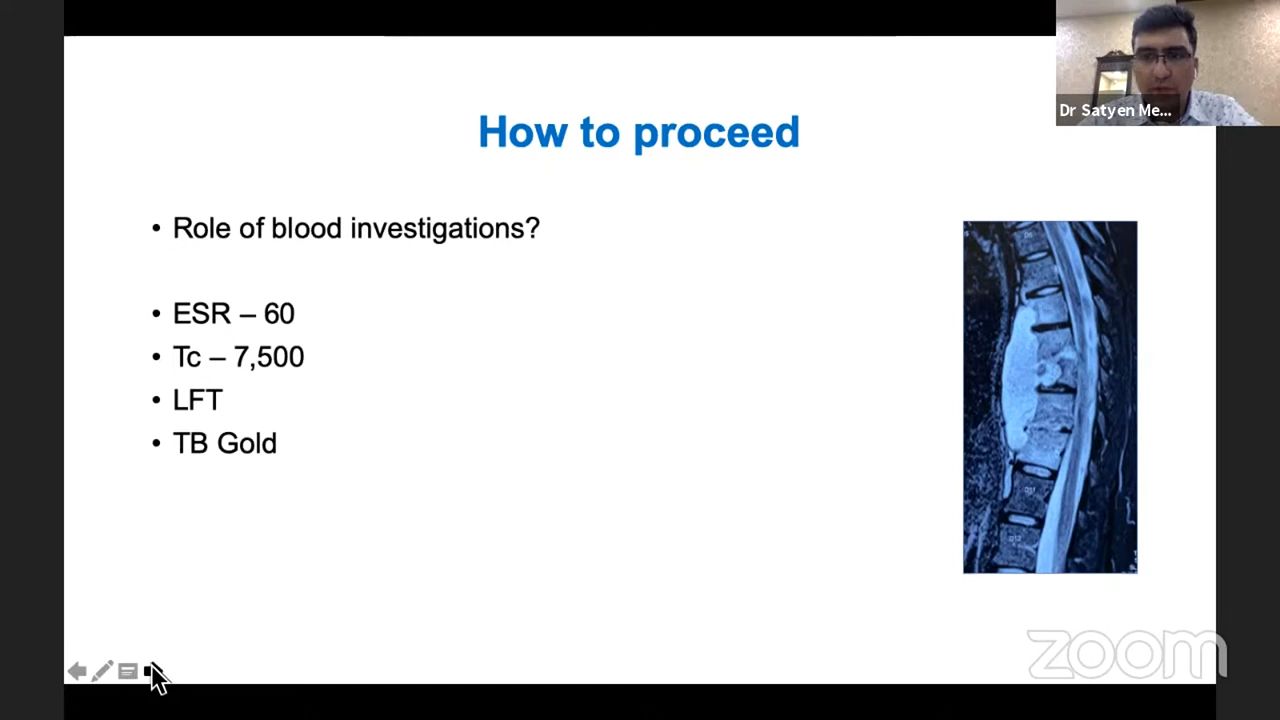 Dr Satyen Me...
How to proceed
• Role of blood investigations?
• ESR – 60
• Tc – 7,500
• LFT
• TB Gold
D12
zoom